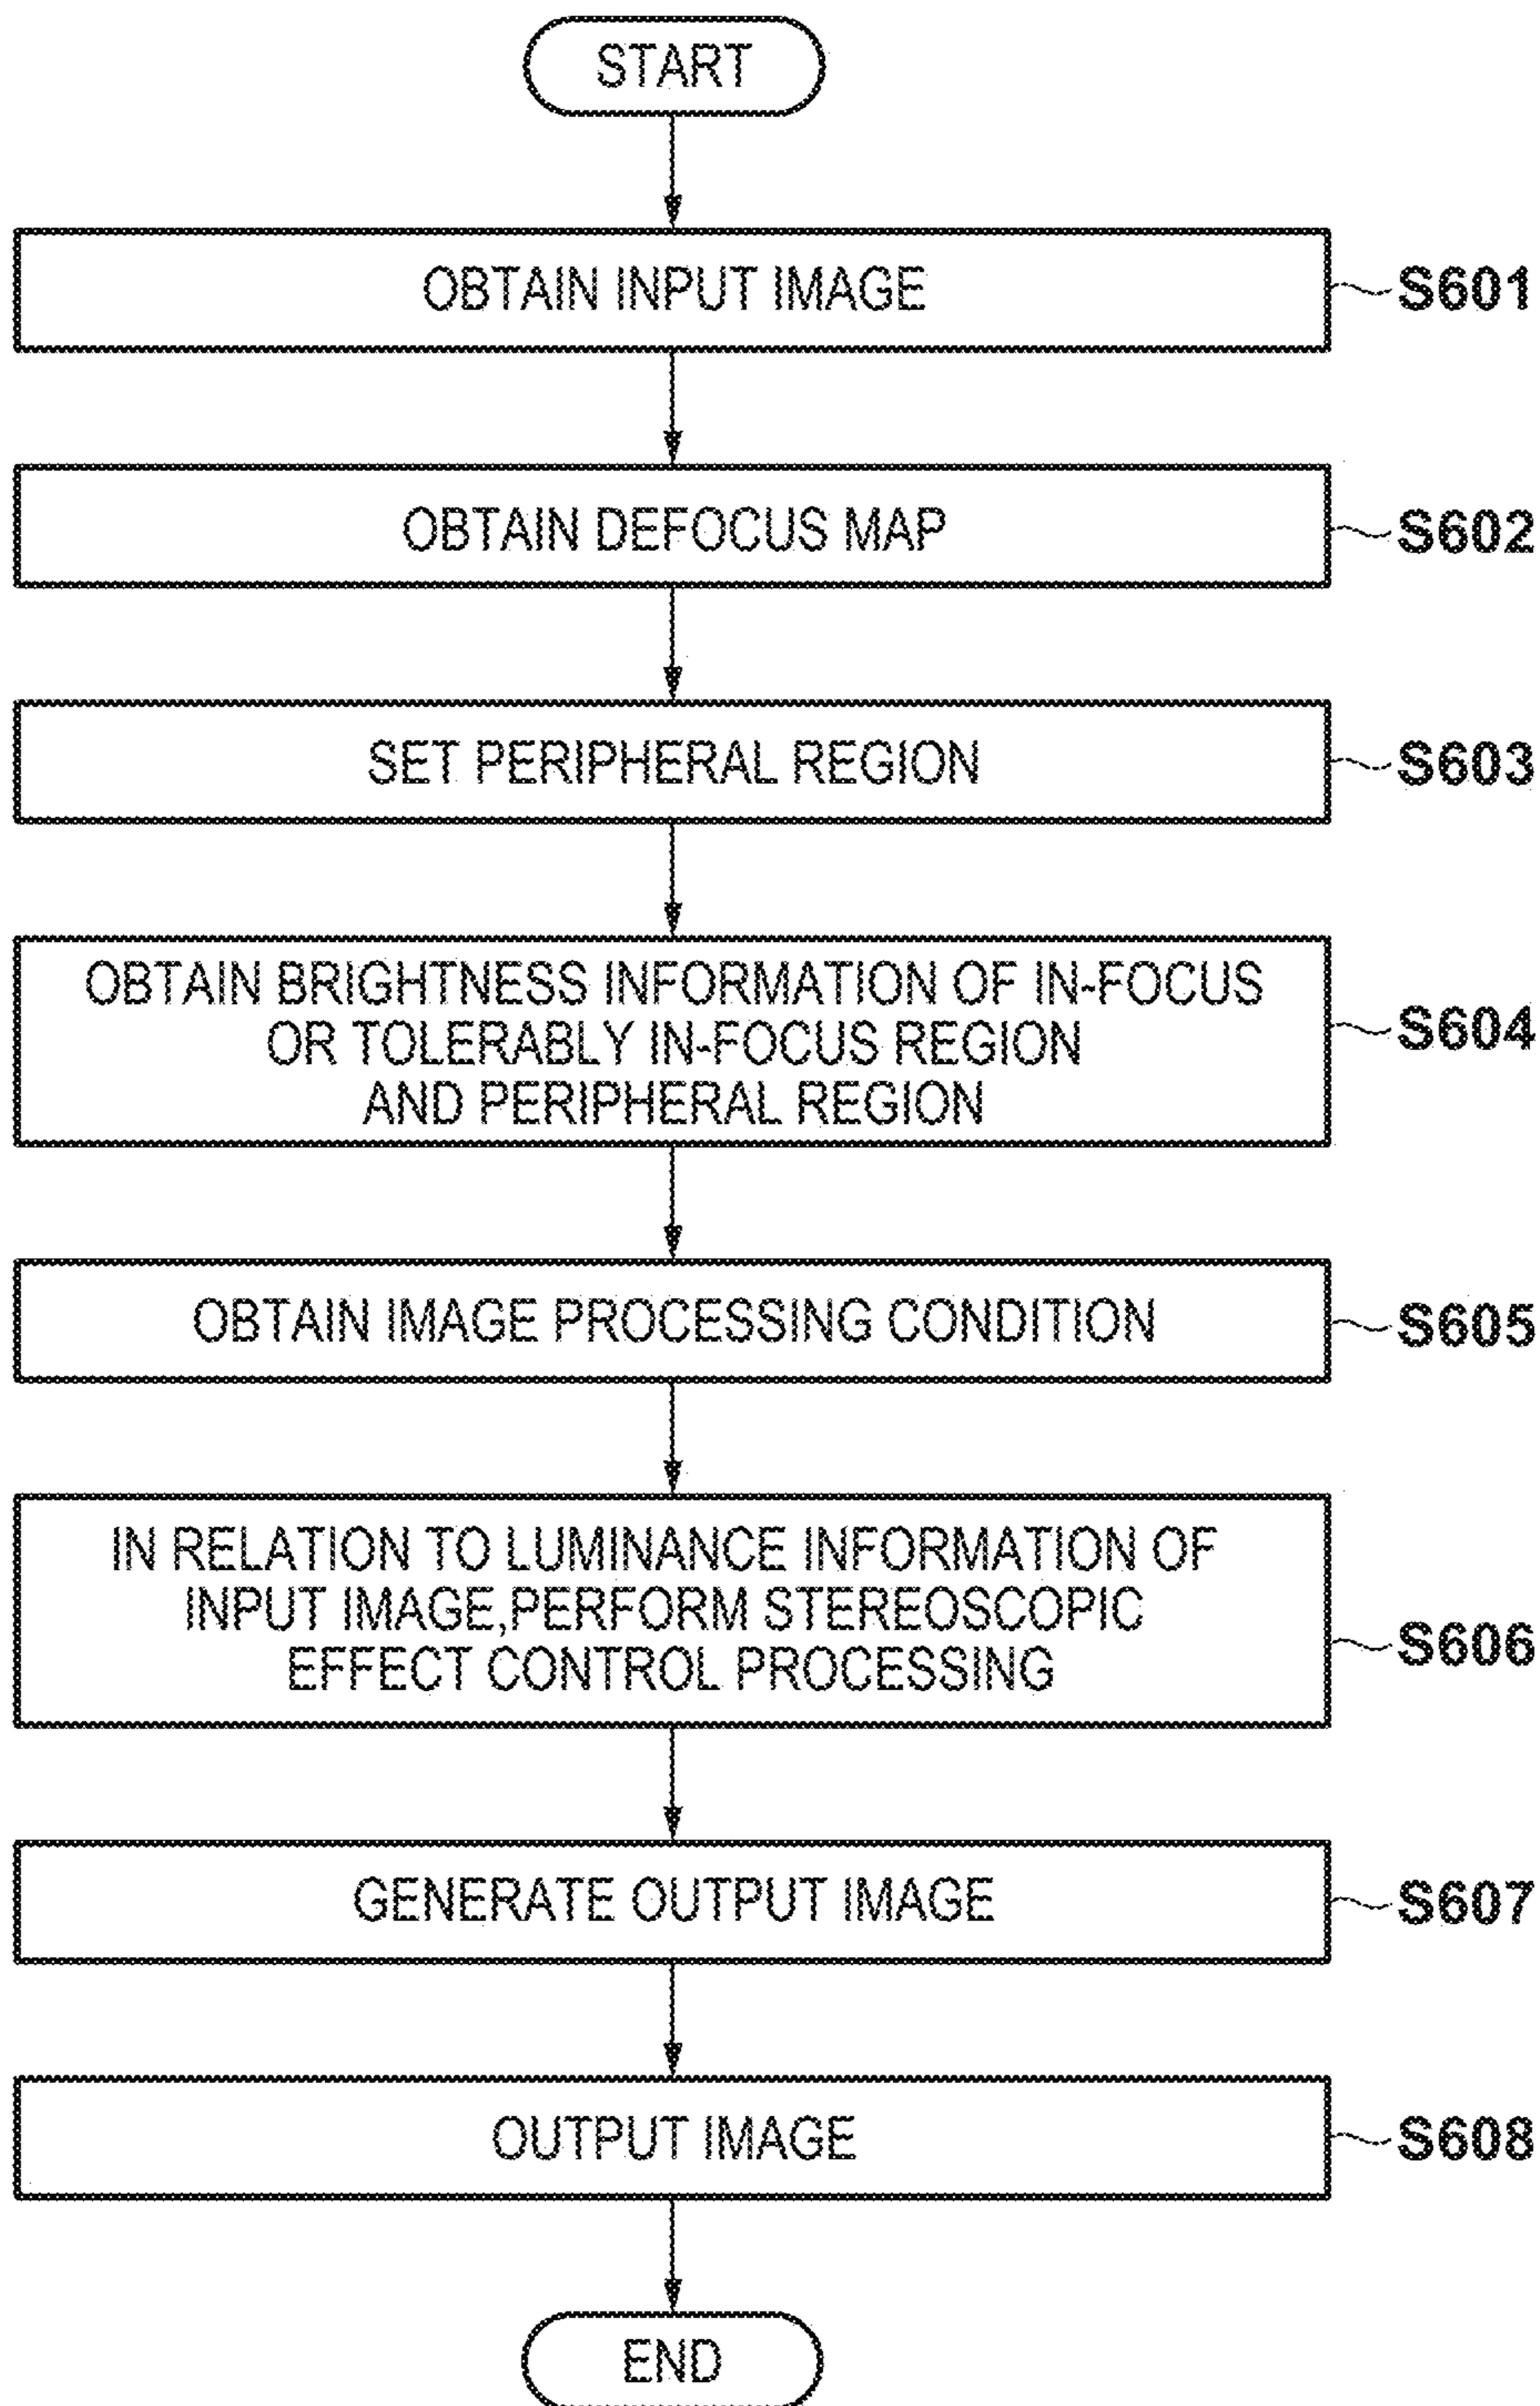 START
OBTAIN INPUT IMAGE
S601
OBTAIN DEFOCUS MAP
S602
SET PERIPHERAL REGION
S603
OBTAIN BRIGHTNESS INFORMATION OF IN-FOCUS
OR TOLERABLY IN-FOCUS REGION
AND PERIPHERAL REGION
S604
OBTAIN IMAGE PROCESSING CONDITION
S605
IN RELATION TO LUMINANCE INFORMATION OF
INPUT IMAGE,PERFORM STEREOSCOPIC
EFFECT CONTROL PROCESSING
S606
GENERATE OUTPUT IMAGE
S607
OUTPUT IMAGE
S608
END